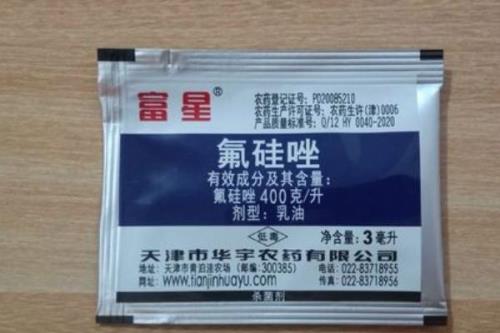 富星®
农药登记证号：PD20085210
农药生产许可证号：农药生许（津）0006
产品质量标准号：Q/12 HY 0040-2020
氟硅唑
有效成分及其含量：
氟硅唑 400克/升
剂型：乳油
低毒
净含量：3毫升
天津市华宇农药有限公司
地址：天津市黄泊洼农场（邮编：300385） 电话：022-83718955
网址：www.tianjinhuayu.com 传真：022-83718956
杀菌剂